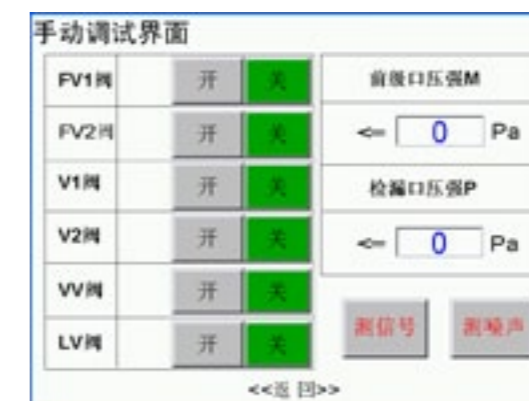 手动调试界面
FV1阀 开 关 前级口压强M
FV2阀 开 关 <= 0 Pa
V1阀 开 关 检漏口压强P
V2阀 开 关 <= 0 Pa
VV阀 开 关 测信号 测噪声
LV阀 开 关
<<返 回>>